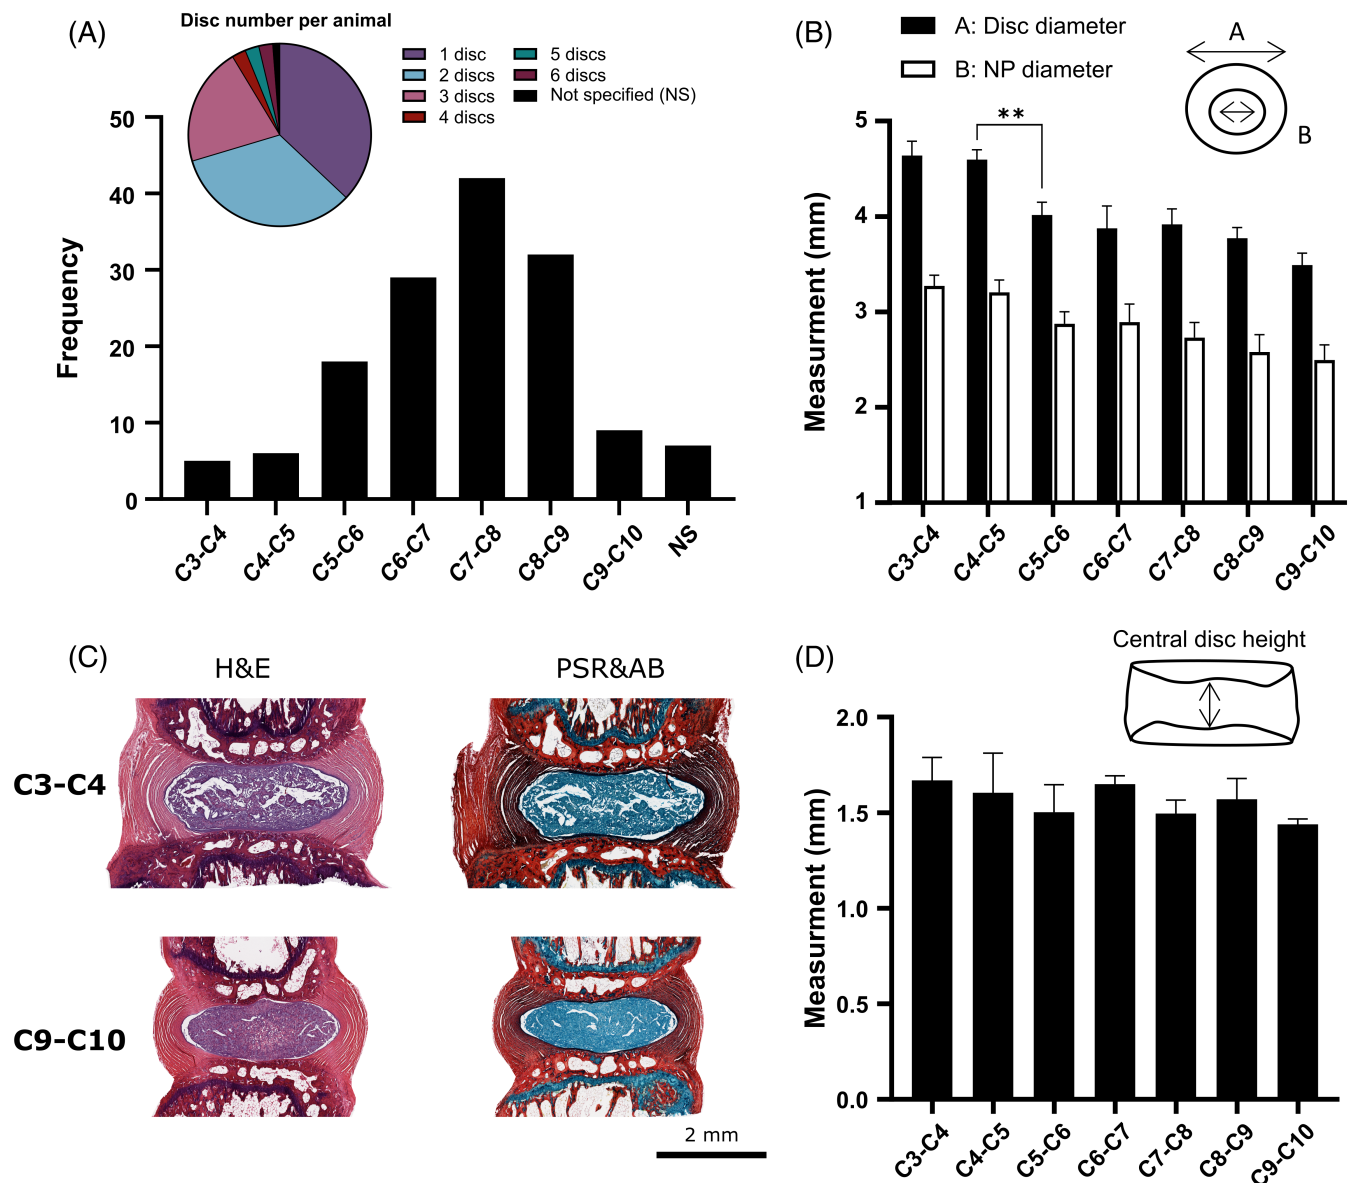 (A)
Disc number per animal
1 disc
2 discs
3 discs
4 discs
5 discs
6 discs
Not specified (NS)
Frequency
50
40
30
20
10
0
C3-C4
C4-C5
C5-C6
C6-C7
C7-C8
C8-C9
C9-C10
NS
(B)
A: Disc diameter
B: NP diameter
A
B
**
Measurment (mm)
5
4
3
2
1
C3-C4
C4-C5
C5-C6
C6-C7
C7-C8
C8-C9
C9-C10
(C)
H&E
PSR&AB
C3-C4
C9-C10
2 mm
(D)
Central disc height
Measurment (mm)
2.0
1.5
1.0
0.5
0.0
C3-C4
C4-C5
C5-C6
C6-C7
C7-C8
C8-C9
C9-C10